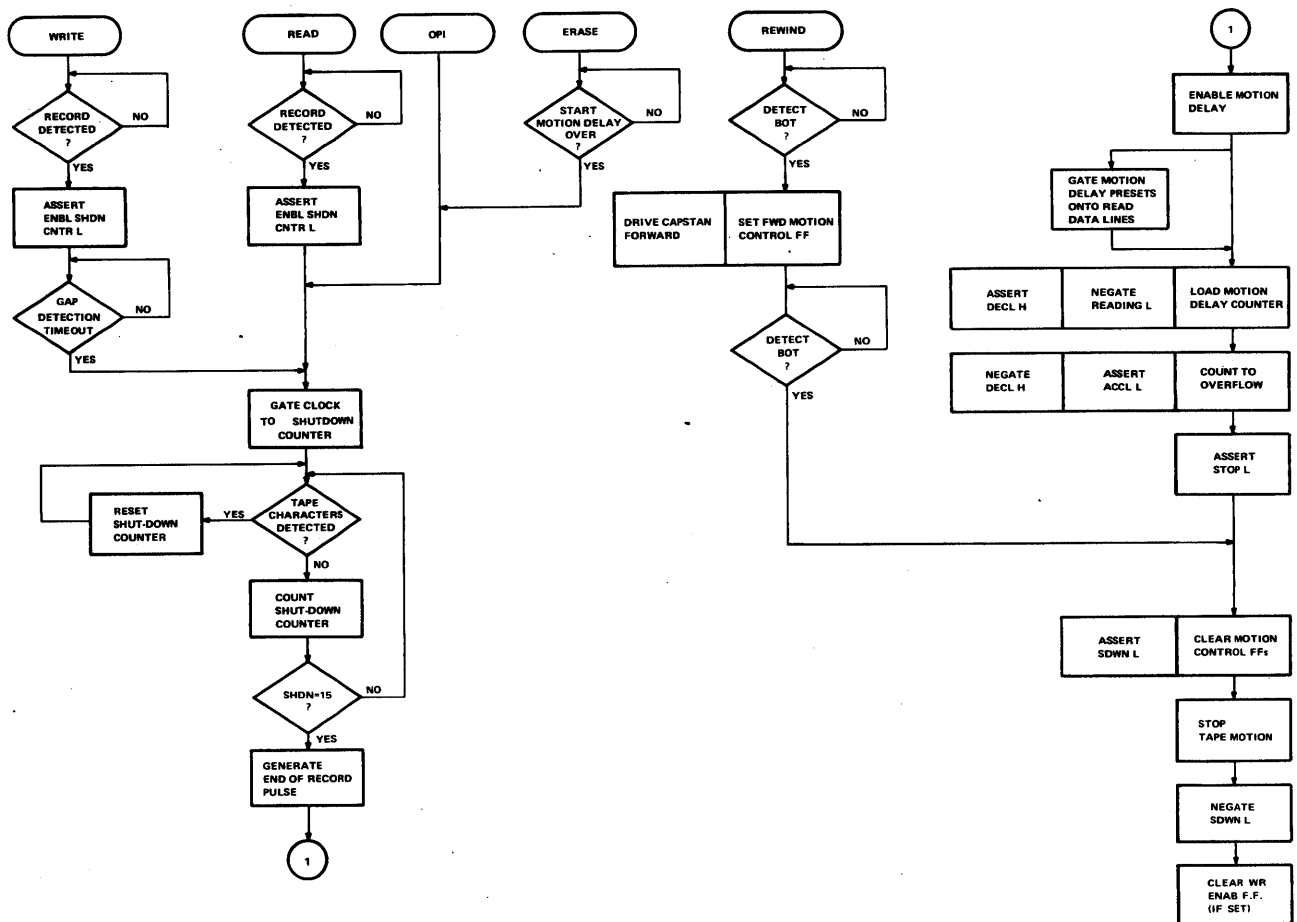 WRITE
RECORD
DETECTED
?
NO
YES
ASSERT
ENBL SHDN
CNTR L
GAP
DETECTION
TIMEOUT
NO
YES
READ
RECORD
DETECTED
?
NO
YES
ASSERT
ENBL SHDN
CNTR L
OPI
ERASE
START
MOTION DELAY
OVER
?
NO
YES
GATE CLOCK
TO SHUTDOWN
COUNTER
TAPE
CHARACTERS
DETECTED
?
YES
RESET
SHUT-DOWN
COUNTER
NO
COUNT
SHUT-DOWN
COUNTER
SHDN=15
?
NO
YES
GENERATE
END OF RECORD
PULSE
1
REWIND
DETECT
BOT
?
NO
YES
DRIVE CAPSTAN
FORWARD
SET FWD MOTION
CONTROL FF
DETECT
BOT
?
NO
YES
1
ENABLE MOTION
DELAY
GATE MOTION
DELAY PRESETS
ONTO READ
DATA LINES
ASSERT
DECL H
NEGATE
READING L
LOAD MOTION
DELAY COUNTER
NEGATE
DECL H
ASSERT
ACCL L
COUNT TO
OVERFLOW
ASSERT
STOP L
ASSERT
SDWN L
CLEAR MOTION
CONTROL FFs
STOP
TAPE MOTION
NEGATE
SDWN L
CLEAR WR
ENAB F.F.
(IF SET)